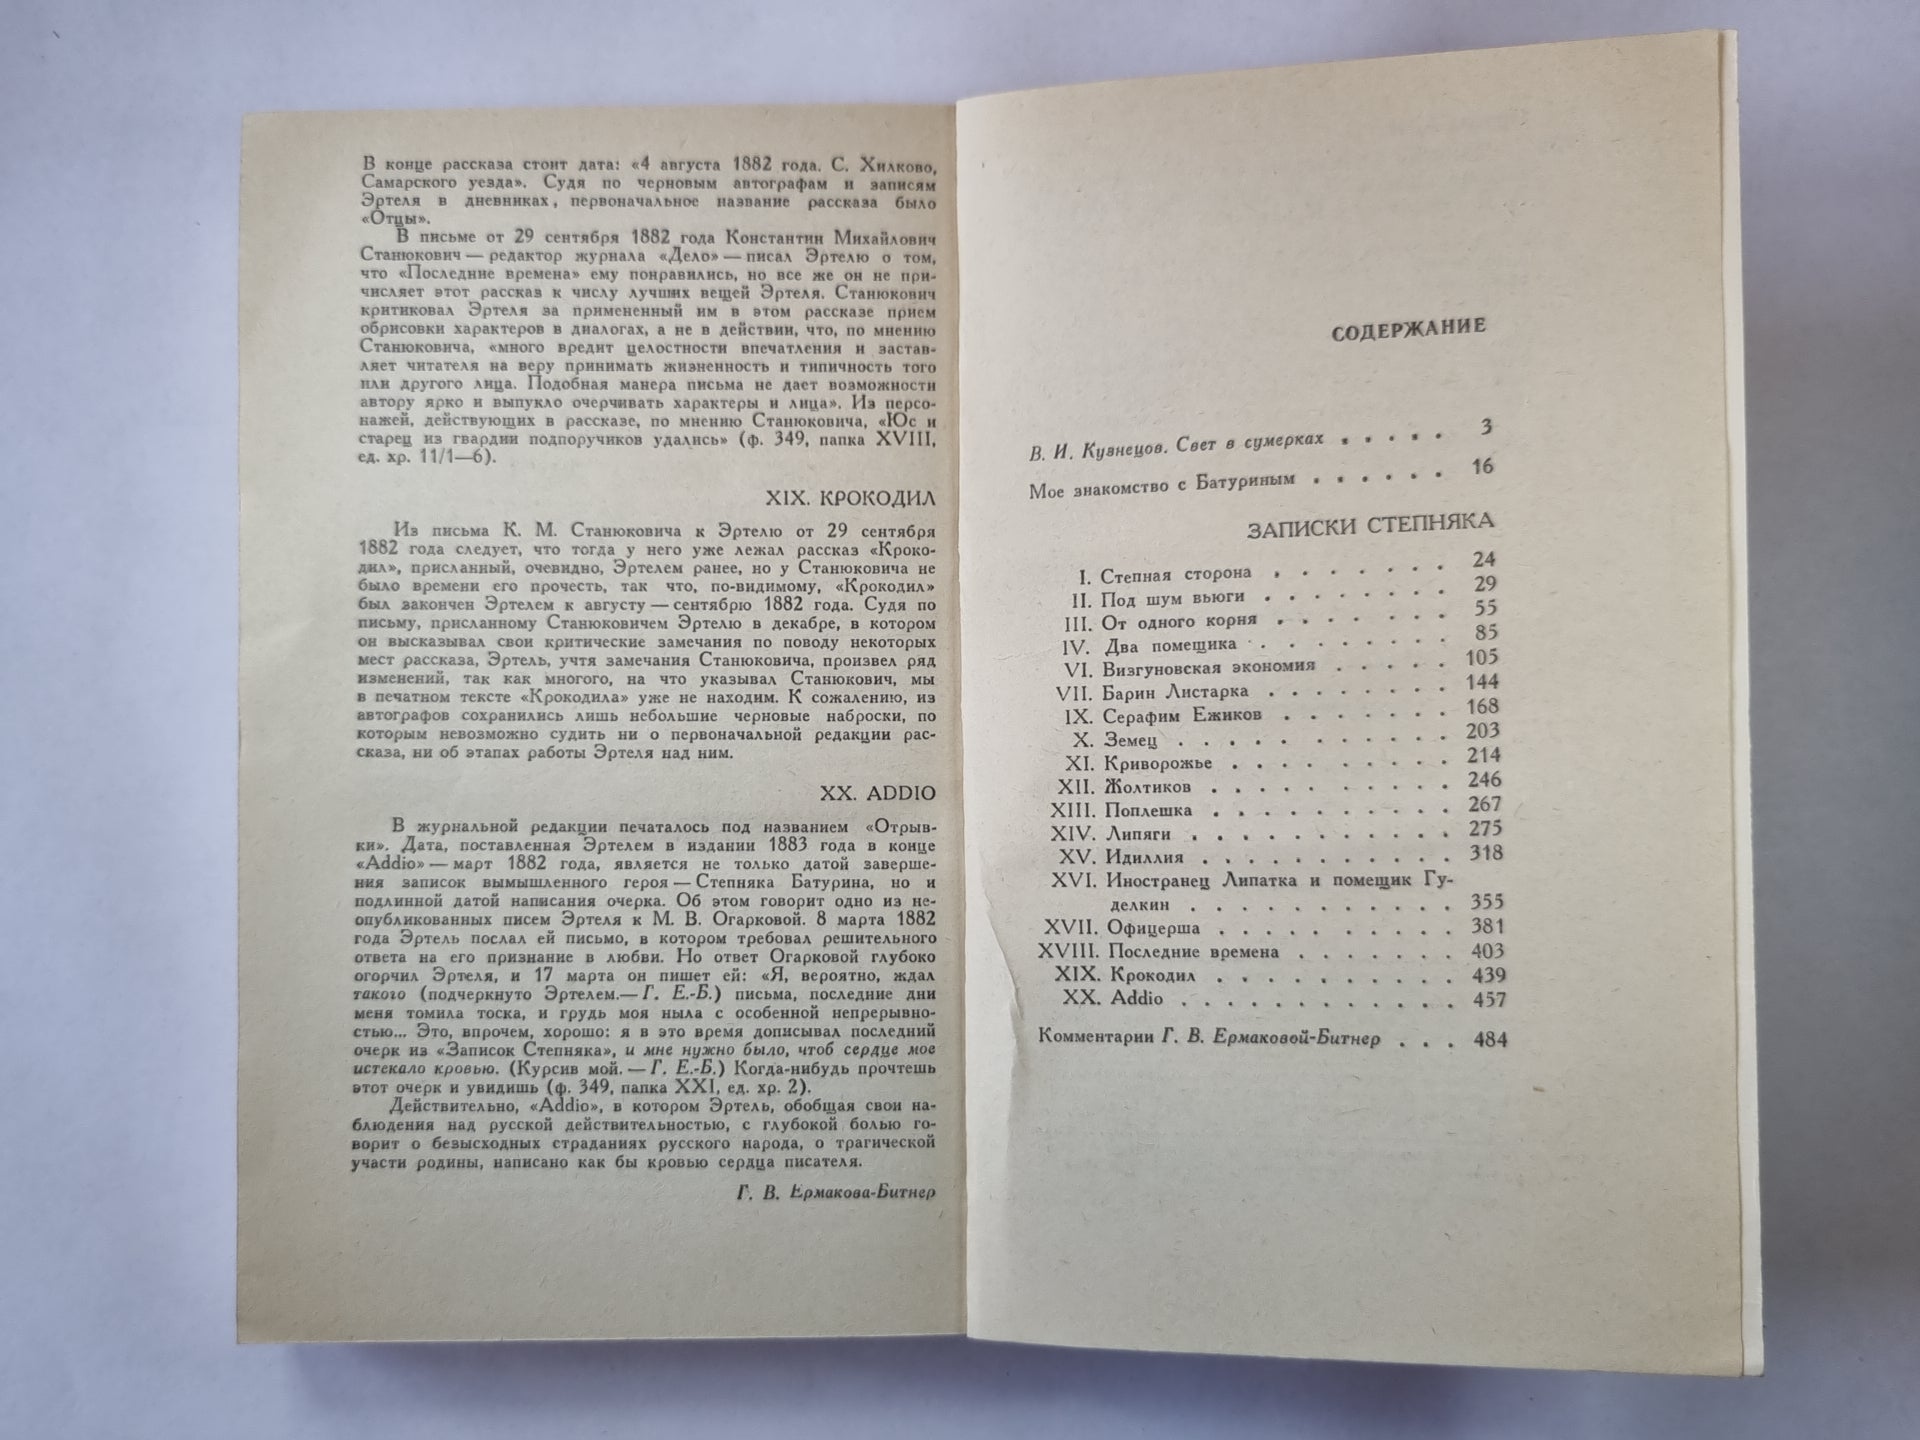 В конце рассказа стоит дата: «4 августа 1882 года. С. Хилково,
Самарского уезда». Судя по черновым автографам и записям
Эртеля в дневниках, первоначальное название рассказа было
«Отцы».
В письме от 29 сентября 1882 года Константин Михайлович
Станюкович — редактор журнала «Дело» — писал Эртелю о том,
что «Последние времена» ему понравились, но все же он не при-
числяет этот рассказ к числу лучших вещей Эртеля. Станюкович
критиковал Эртеля за примененный им в этом рассказе прием
обрисовки характеров в диалогах, а не в действии, что, по мнению
Станюковича, «много вредит целостности впечатления и застав-
ляет читателя на веру принимать жизненность и типичность того
или другого лица. Подобная манера письма не дает возможности
автору ярко и выпукло очерчивать характеры и лица». Из персо-
нажей, действующих в рассказе, по мнению Станюковича, «Юс и
старец из гвардии подпоручиков удались» (ф. 349, папка XVIII,
ед. хр. 11/1—6).
XIX. КРОКОДИЛ
Из письма К. М. Станюковича к Эртелю от 29 сентября
1882 года следует, что тогда у него уже лежал рассказ «Кроко-
дил», присланный, очевидно, Эртелем ранее, но у Станюковича не
было времени его прочесть, так что, по-видимому, «Крокодил»
был закончен Эртелем к августу — сентябрю 1882 года. Судя по
письму, присланному Станюковичем Эртелю в декабре, в котором
он высказывал свои критические замечания по поводу некоторых
мест рассказа, Эртель, учтя замечания Станюковича, произвел ряд
изменений, так как многого, на что указывал Станюкович, мы
в печатном тексте «Крокодила» уже не находим. К сожалению, из
автографов сохранились лишь небольшие черновые наброски, по
которым невозможно судить ни о первоначальной редакции рас-
сказа, ни об этапах работы Эртеля над ним.
XX. ADDIO
В журнальной редакции печаталось под названием «Отрыв-
ки». Дата, поставленная Эртелем в издании 1883 года в конце
«Addio» — март 1882 года, является не только датой заверше-
ния записок вымышленного героя — Степняка Батурина, но и
подлинной датой написания очерка. Об этом говорит одно из не-
опубликованных писем Эртеля к М. В. Огарковой. 8 марта 1882
года Эртель послал ей письмо, в котором требовал решительного
ответа на его признание в любви. Но ответ Огарковой глубоко
огорчил Эртеля, и 17 марта он пишет ей: «Я, вероятно, ждал
такого (подчеркнуто Эртелем.— Г. Е.-Б.) письма, последние дни
меня томила тоска, и грудь моя ныла с особенной непрерывно-
стью... Это, впрочем, хорошо: я в это время дописывал последний
очерк из «Записок Степняка», и мне нужно было, чтоб сердце мое
истекало кровью. (Курсив мой. — Г. Е.-Б.) Когда-нибудь прочтешь
этот очерк и увидишь (ф. 349, папка XXI, ед. хр. 2).
Действительно, «Addio», в котором Эртель, обобщая свои на-
блюдения над русской действительностью, с глубокой болью го-
ворит о безысходных страданиях русского народа, о трагической
участи родины, написано как бы кровью сердца писателя.
Г. В. Ермакова-Битнер
СОДЕРЖАНИЕ
В. И. Кузнецов. Свет в сумерках . . . . . 3
Мое знакомство с Батуриным . . . . . . 16
ЗАПИСКИ СТЕПНЯКА
I. Степная сторона . . . . . . . 24
II. Под шум вьюги . . . . . . . . 29
III. От одного корня . . . . . . . 55
IV. Два помещика . . . . . . . . 85
VI. Визгуновская экономия . . . . . 105
VII. Барин Листарка . . . . . . . . 144
IX. Серафим Ежиков . . . . . . . 168
X. Земец . . . . . . . . . . . 203
XI. Криворожье . . . . . . . . . 214
XII. Жолтиков . . . . . . . . . . 246
XIII. Поплешка . . . . . . . . . . 267
XIV. Липяги . . . . . . . . . . . 275
XV. Идиллия . . . . . . . . . . . 318
XVI. Иностранец Липатка и помещик Гу-
делкин . . . . . . . . . . . 355
XVII. Офицерша . . . . . . . . . . 381
XVIII. Последние времена . . . . . . . 403
XIX. Крокодил . . . . . . . . . . 439
XX. Addio . . . . . . . . . . . . 457
Комментарии Г. В. Ермаковой-Битнер . . . 484